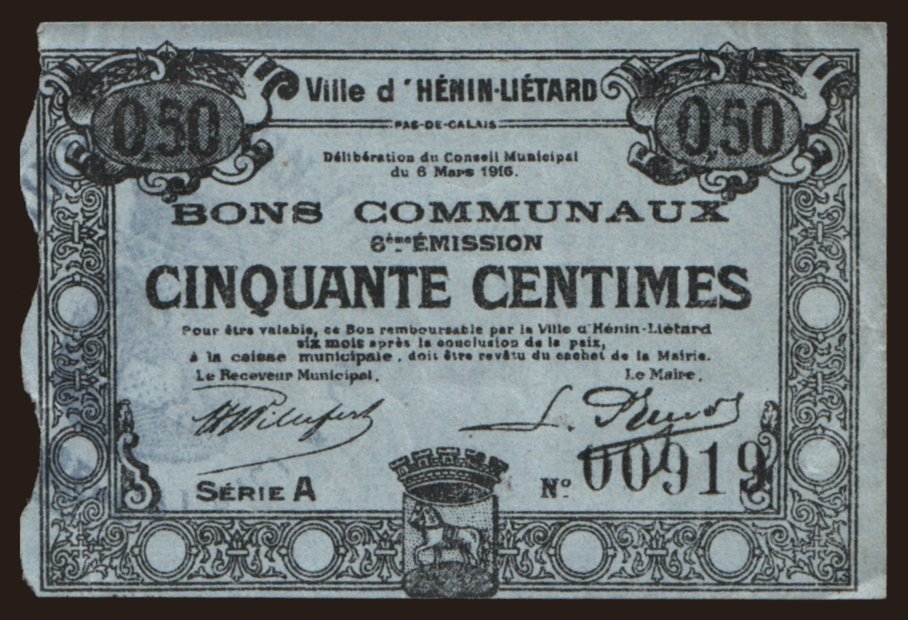 0,50
Ville d'HÉNIN-LIÉTARD
0,50
PAS-DE-CALAIS
Délibération du Conseil Municipal
du 6 Mars 1916.
BONS COMMUNAUX
6ème ÉMISSION
CINQUANTE CENTIMES
Pour être valable, ce Bon remboursable par la Ville d'Hénin-Liétard
six mois après la conclusion de la paix,
à la caisse municipale, doit être revêtu du cachet de la Mairie.
Le Receveur Municipal,
Le Maire,
SÉRIE A
No. 00919